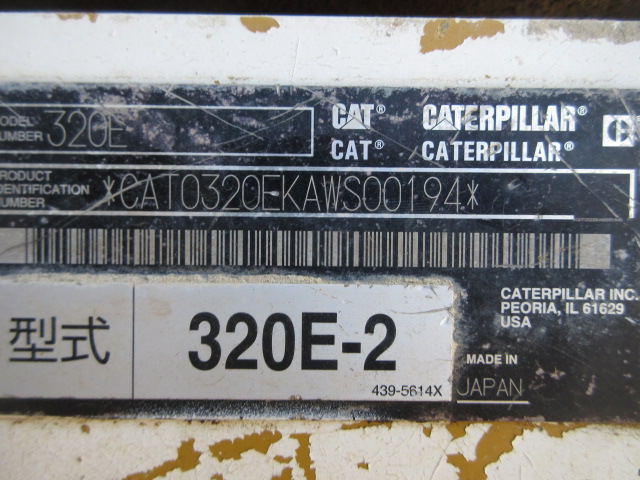 MODEL NUMBER 320E
CAT® CATERPILLAR®
CAT® CATERPILLAR®
PRODUCT IDENTIFICATION NUMBER *CAT0320EKAWS00194*
型式 320E-2
439-5614X
CATERPILLAR INC.
PEORIA, IL 61629
USA
MADE IN
JAPAN